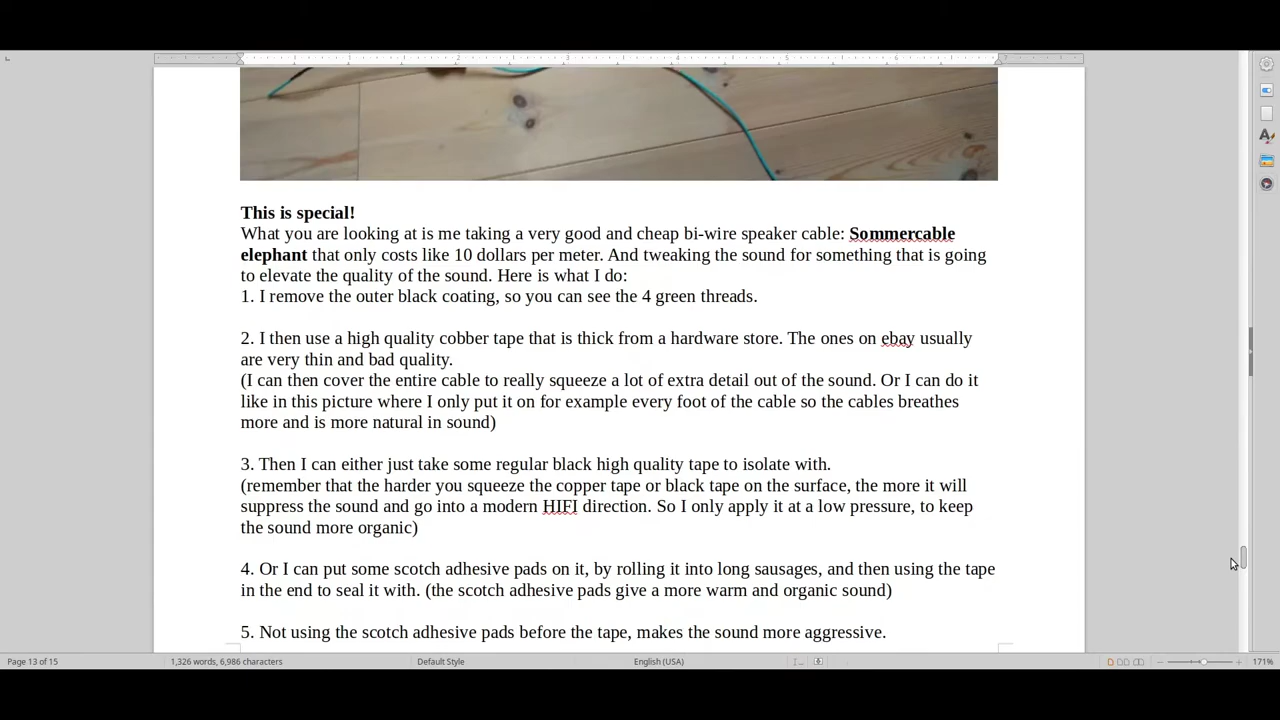 This is special!
What you are looking at is me taking a very good and cheap bi-wire speaker cable: Sommercable
elephant that only costs like 10 dollars per meter. And tweaking the sound for something that is going
to elevate the quality of the sound. Here is what I do:
1. I remove the outer black coating, so you can see the 4 green threads.
2. I then use a high quality cobber tape that is thick from a hardware store. The ones on ebay usually
are very thin and bad quality.
(I can then cover the entire cable to really squeeze a lot of extra detail out of the sound. Or I can do it
like in this picture where I only put it on for example every foot of the cable so the cables breathes
more and is more natural in sound)
3. Then I can either just take some regular black high quality tape to isolate with.
(remember that the harder you squeeze the copper tape or black tape on the surface, the more it will
suppress the sound and go into a modern HIFI direction. So I only apply it at a low pressure, to keep
the sound more organic)
4. Or I can put some scotch adhesive pads on it, by rolling it into long sausages, and then using the tape
in the end to seal it with. (the scotch adhesive pads give a more warm and organic sound)
5. Not using the scotch adhesive pads before the tape, makes the sound more aggressive.
Page 13 of 15 1,326 words, 6,986 characters Default Style English (USA) 171%